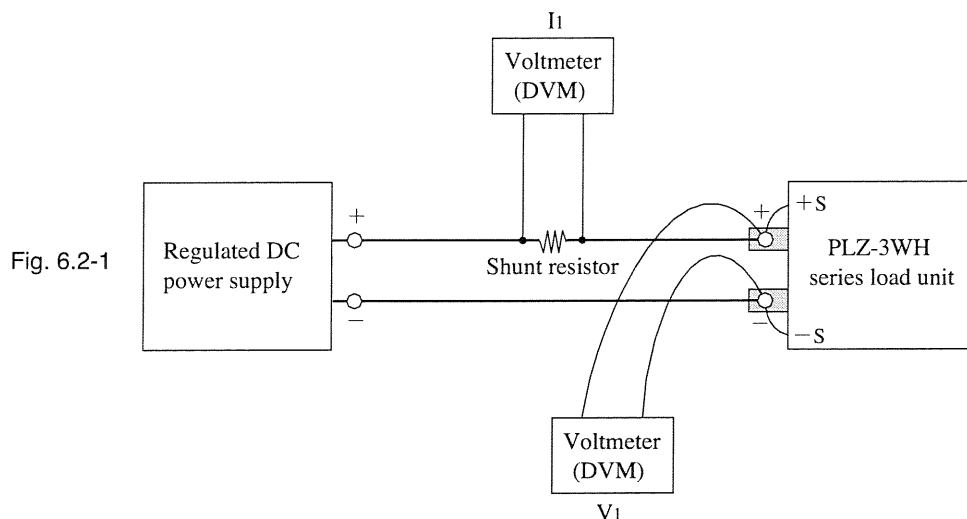 I1
Voltmeter
(DVM)
Fig. 6.2-1
Regulated DC
power supply
+
−
Shunt resistor
+
−
+S
−S
PLZ-3WH
series load unit
Voltmeter
(DVM)
V1